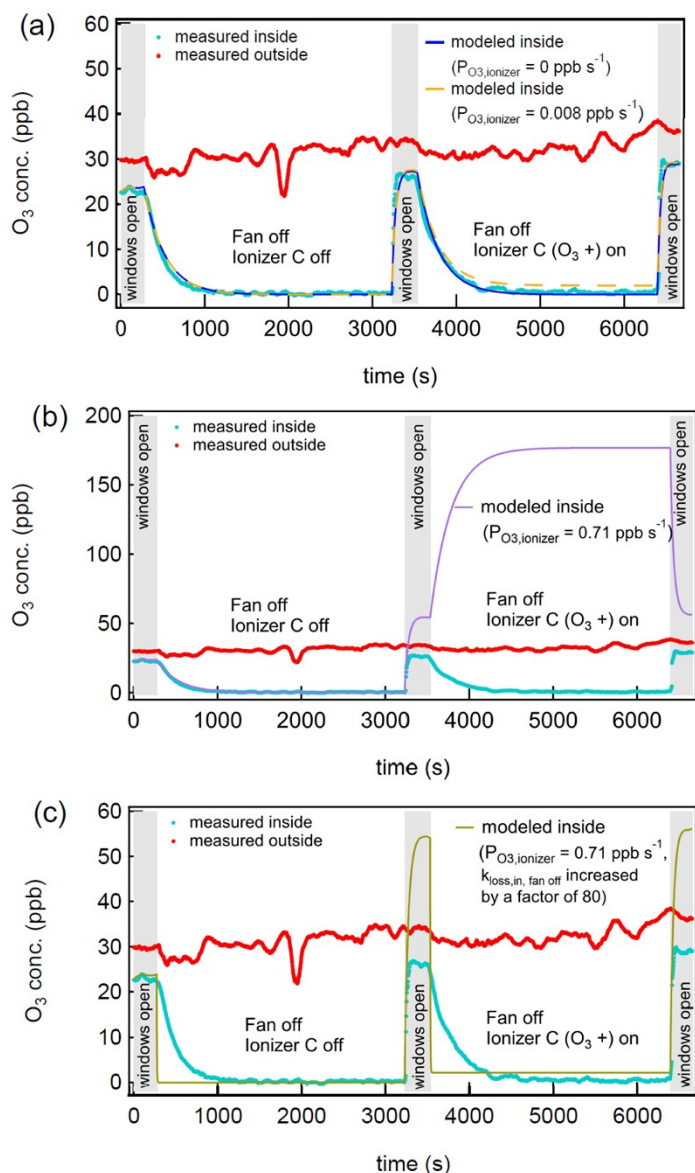 (a)
60
50
40
30
20
10
0
O3 conc. (ppb)
measured inside
measured outside
modeled inside
(PO3,ionizer = 0 ppb s-1)
modeled inside
(PO3,ionizer = 0.008 ppb s-1)
windows open
Fan off
Ionizer C off
windows open
Fan off
Ionizer C (O3 +) on
windows open
0 1000 2000 3000 4000 5000 6000
time (s)
(b)
200
150
100
50
0
O3 conc. (ppb)
measured inside
measured outside
windows open
windows open
windows open
modeled inside
(PO3,ionizer = 0.71 ppb s-1)
Fan off
Ionizer C off
Fan off
Ionizer C (O3 +) on
0 1000 2000 3000 4000 5000 6000
time (s)
(c)
60
50
40
30
20
10
0
O3 conc. (ppb)
measured inside
measured outside
modeled inside
(PO3,ionizer = 0.71 ppb s-1,
kloss,in, fan off increased
by a factor of 80)
windows open
Fan off
Ionizer C off
windows open
Fan off
Ionizer C (O3 +) on
windows open
0 1000 2000 3000 4000 5000 6000
time (s)